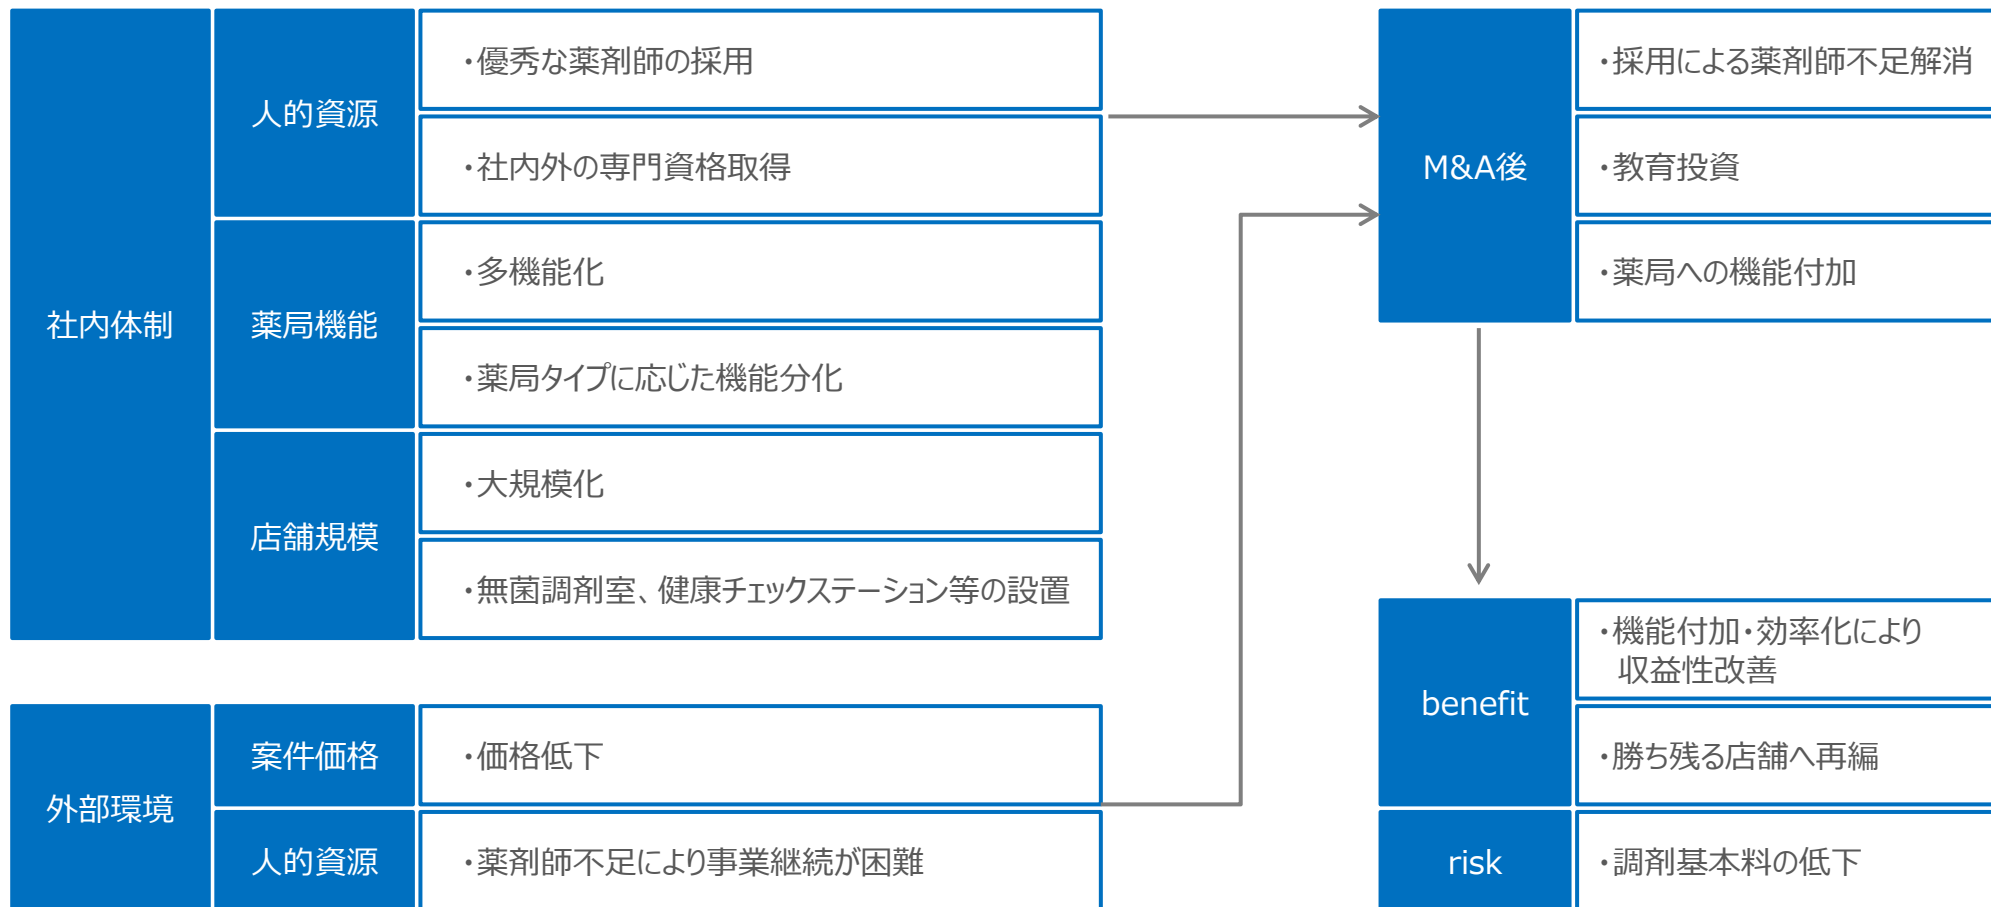 社内体制
人的資源
・優秀な薬剤師の採用
・社内外の専門資格取得
薬局機能
・多機能化
・薬局タイプに応じた機能分化
店舗規模
・大規模化
・無菌調剤室、健康チェックステーション等の設置
外部環境
案件価格
・価格低下
人的資源
・薬剤師不足により事業継続が困難
M&A後
・採用による薬剤師不足解消
・教育投資
・薬局への機能付加
benefit
・機能付加・効率化により
収益性改善
・勝ち残る店舗へ再編
risk
・調剤基本料の低下